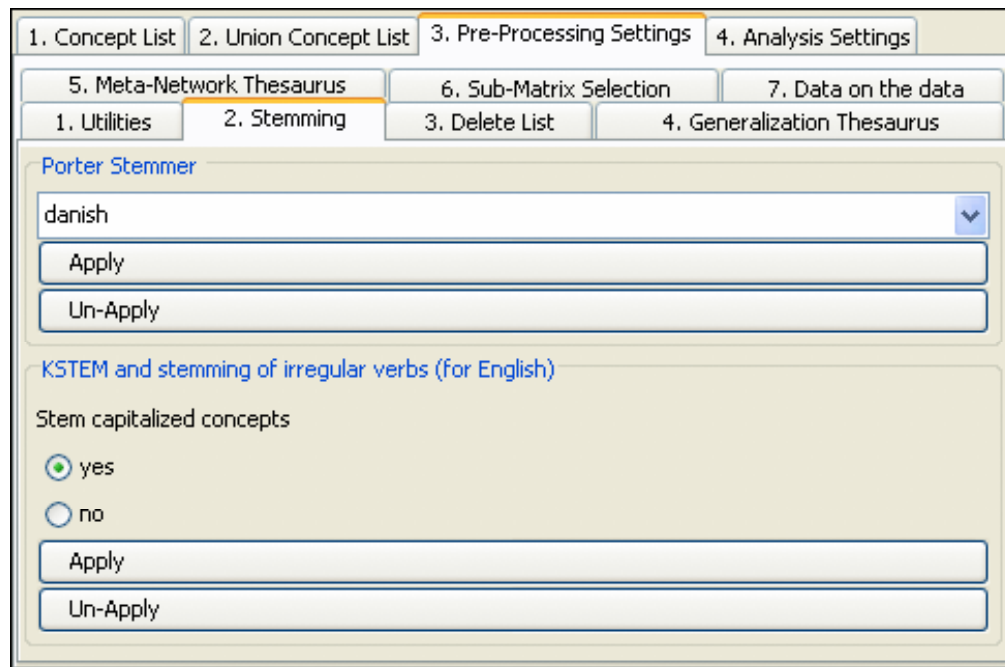 1. Concept List 2. Union Concept List 3. Pre-Processing Settings 4. Analysis Settings
5. Meta-Network Thesaurus 6. Sub-Matrix Selection 7. Data on the data
1. Utilities 2. Stemming 3. Delete List 4. Generalization Thesaurus
Porter Stemmer
danish
Apply
Un-Apply
KSTEM and stemming of irregular verbs (for English)
Stem capitalized concepts
yes
no
Apply
Un-Apply